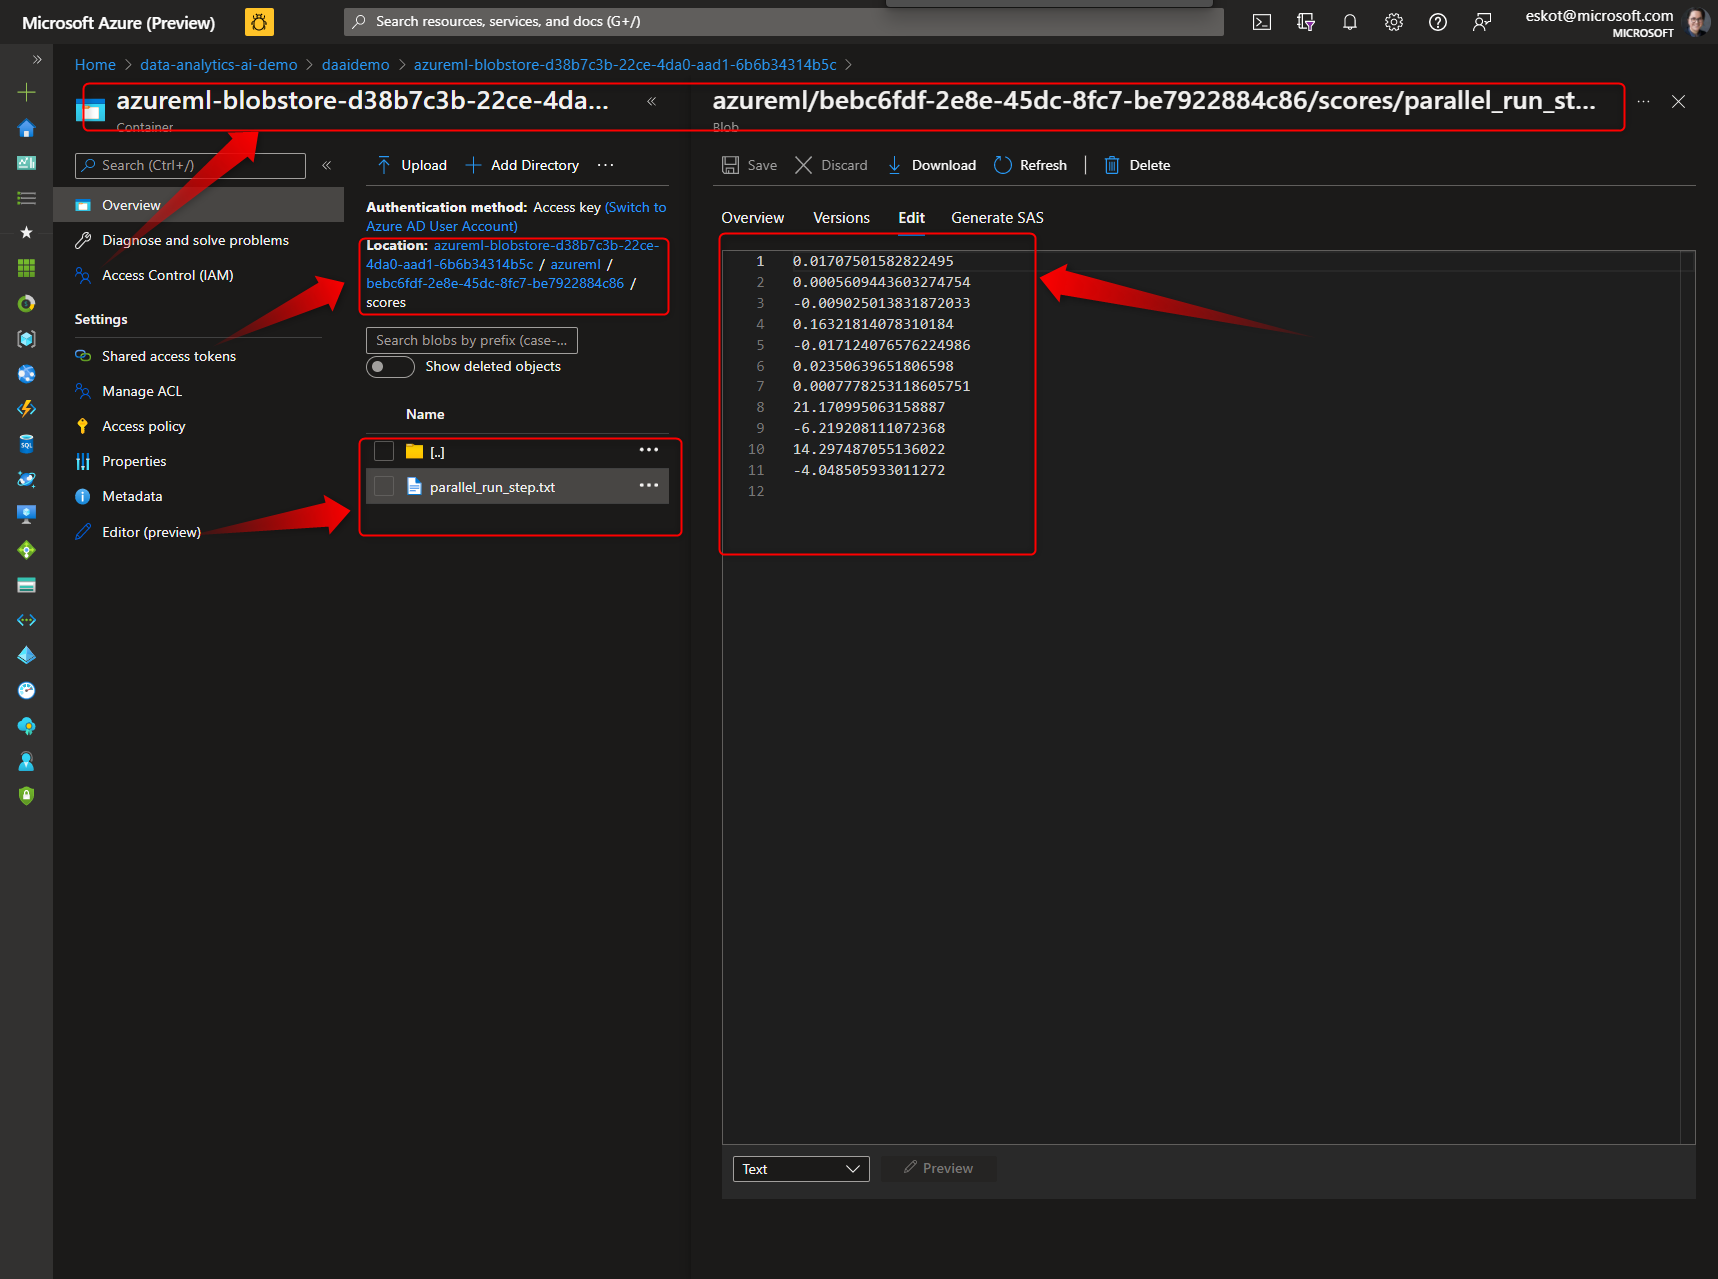 Microsoft Azure (Preview)
Search resources, services, and docs (G+/)
eskot@microsoft.com
MICROSOFT
Home > data-analytics-ai-demo > daaidemo > azureml-blobstore-d38b7c3b-22ce-4da0-aad1-6b6b34314b5c >
azureml-blobstore-d38b7c3b-22ce-4da...
Container
Search (Ctrl+/)
Overview
Diagnose and solve problems
Access Control (IAM)
Settings
Shared access tokens
Manage ACL
Access policy
Properties
Metadata
Editor (preview)
Upload
Add Directory
Authentication method: Access key (Switch to
Azure AD User Account)
Location: azureml-blobstore-d38b7c3b-22ce-
4da0-aad1-6b6b34314b5c / azureml /
bebc6fdf-2e8e-45dc-8fc7-be7922884c86 /
scores
Search blobs by prefix (case-...
Show deleted objects
Name
[..]
parallel_run_step.txt
azureml/bebc6fdf-2e8e-45dc-8fc7-be7922884c86/scores/parallel_run_st...
Blob
Save
Discard
Download
Refresh
Delete
Overview
Versions
Edit
Generate SAS
1 0.01707501582822495
2 0.0005609443603274754
3 -0.009025013831872033
4 0.16321814078310184
5 -0.017124076576224986
6 0.02350639651806598
7 0.0007778253118605751
8 21.170995063158887
9 -6.219208111072368
10 14.297487055136022
11 -4.048505933011272
12
Text
Preview